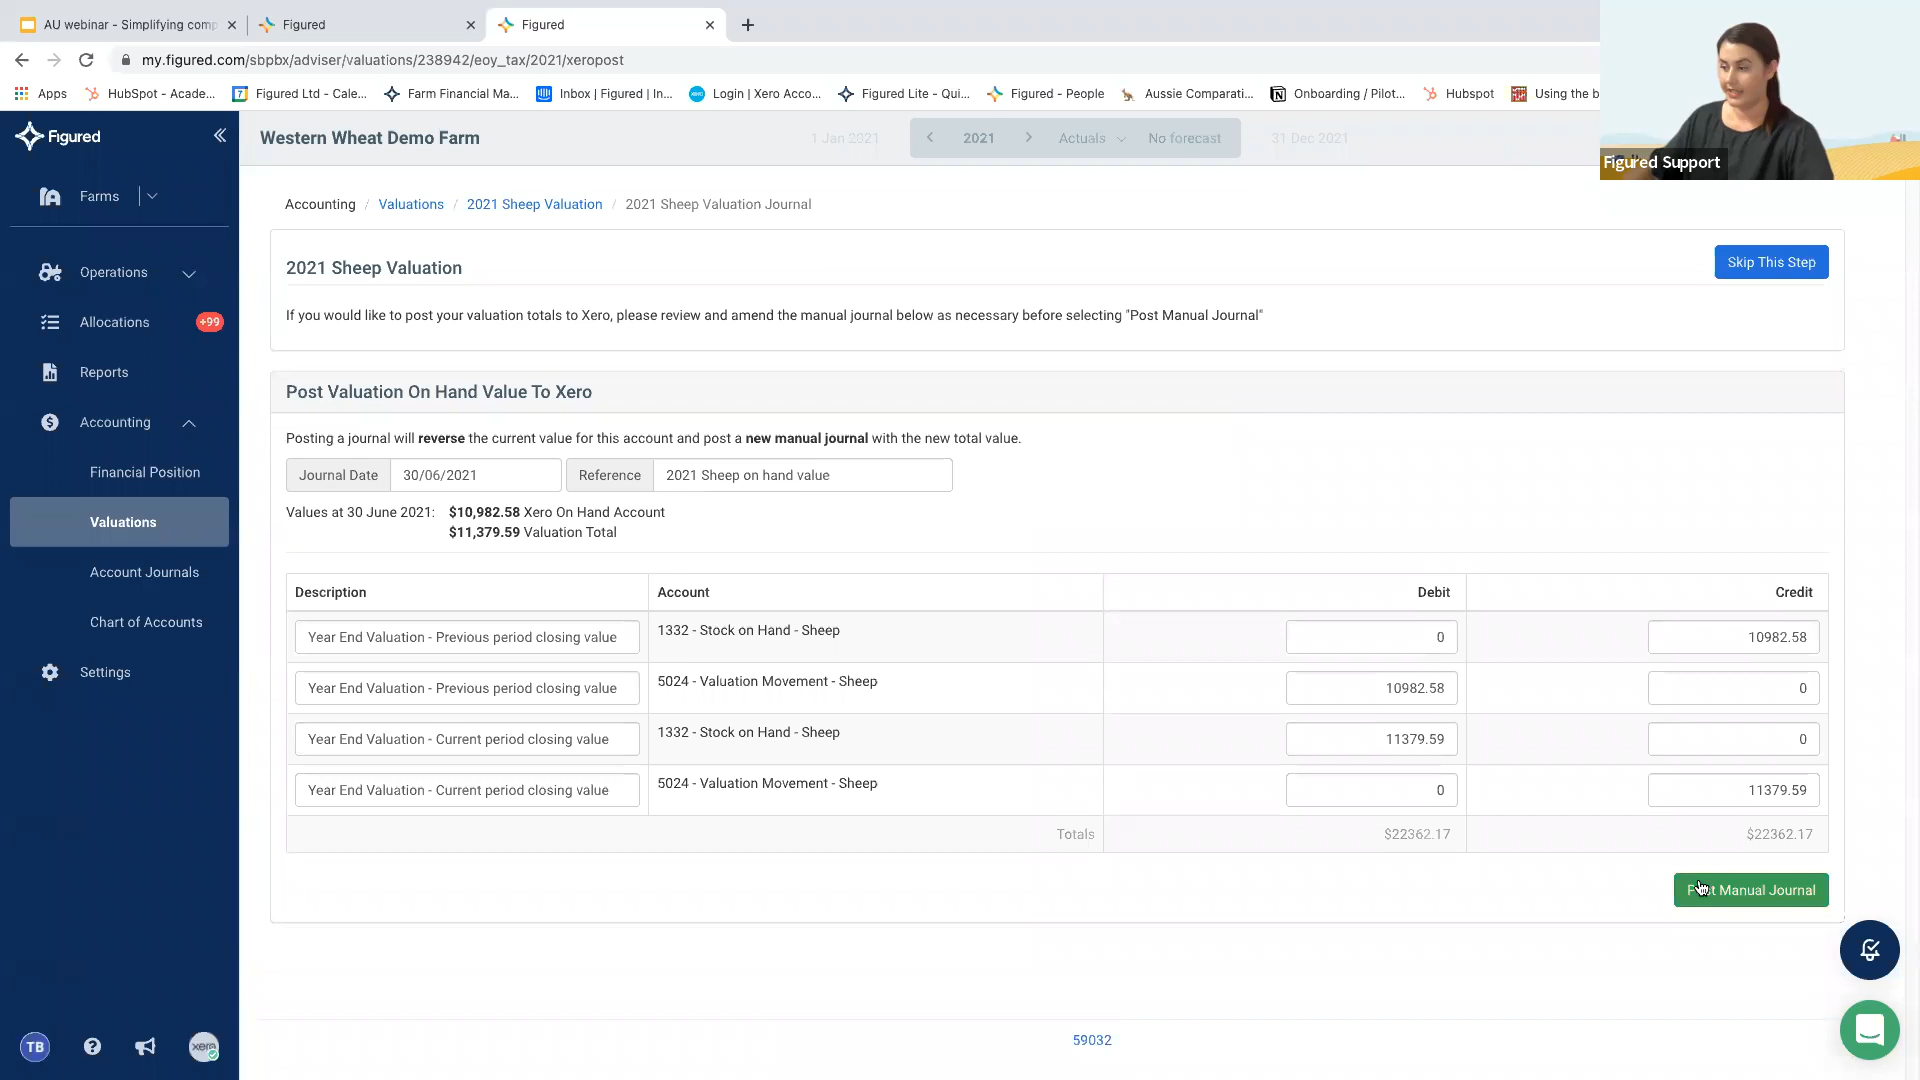 AU webinar - Simplifying comp
Figured
Figured
my.figured.com/sbpbx/adviser/valuations/238942/eoy_tax/2021/xeropost
Apps
HubSpot - Acade...
Figured Ltd - Cale...
Farm Financial Ma...
Inbox | Figured | In...
Login | Xero Acco...
Figured Lite - Qui...
Figured - People
Aussie Comparati...
Onboarding / Pilot...
Hubspot
Using the b
Figured Support
Figured
Western Wheat Demo Farm
1 Jan 2021
2021
Actuals
No forecast
31 Dec 2021
Farms
Operations
Allocations
+99
Reports
Accounting
Financial Position
Valuations
Account Journals
Chart of Accounts
Settings
TB
xero
Accounting / Valuations / 2021 Sheep Valuation / 2021 Sheep Valuation Journal
2021 Sheep Valuation
Skip This Step
If you would like to post your valuation totals to Xero, please review and amend the manual journal below as necessary before selecting "Post Manual Journal"
Post Valuation On Hand Value To Xero
Posting a journal will reverse the current value for this account and post a new manual journal with the new total value.
Journal Date 30/06/2021 Reference 2021 Sheep on hand value
Values at 30 June 2021: $10,982.58 Xero On Hand Account
$11,379.59 Valuation Total
Description Account Debit Credit
Year End Valuation - Previous period closing value 1332 - Stock on Hand - Sheep 0 10982.58
Year End Valuation - Previous period closing value 5024 - Valuation Movement - Sheep 10982.58 0
Year End Valuation - Current period closing value 1332 - Stock on Hand - Sheep 11379.59 0
Year End Valuation - Current period closing value 5024 - Valuation Movement - Sheep 0 11379.59
Totals $22362.17 $22362.17
Post Manual Journal
59032